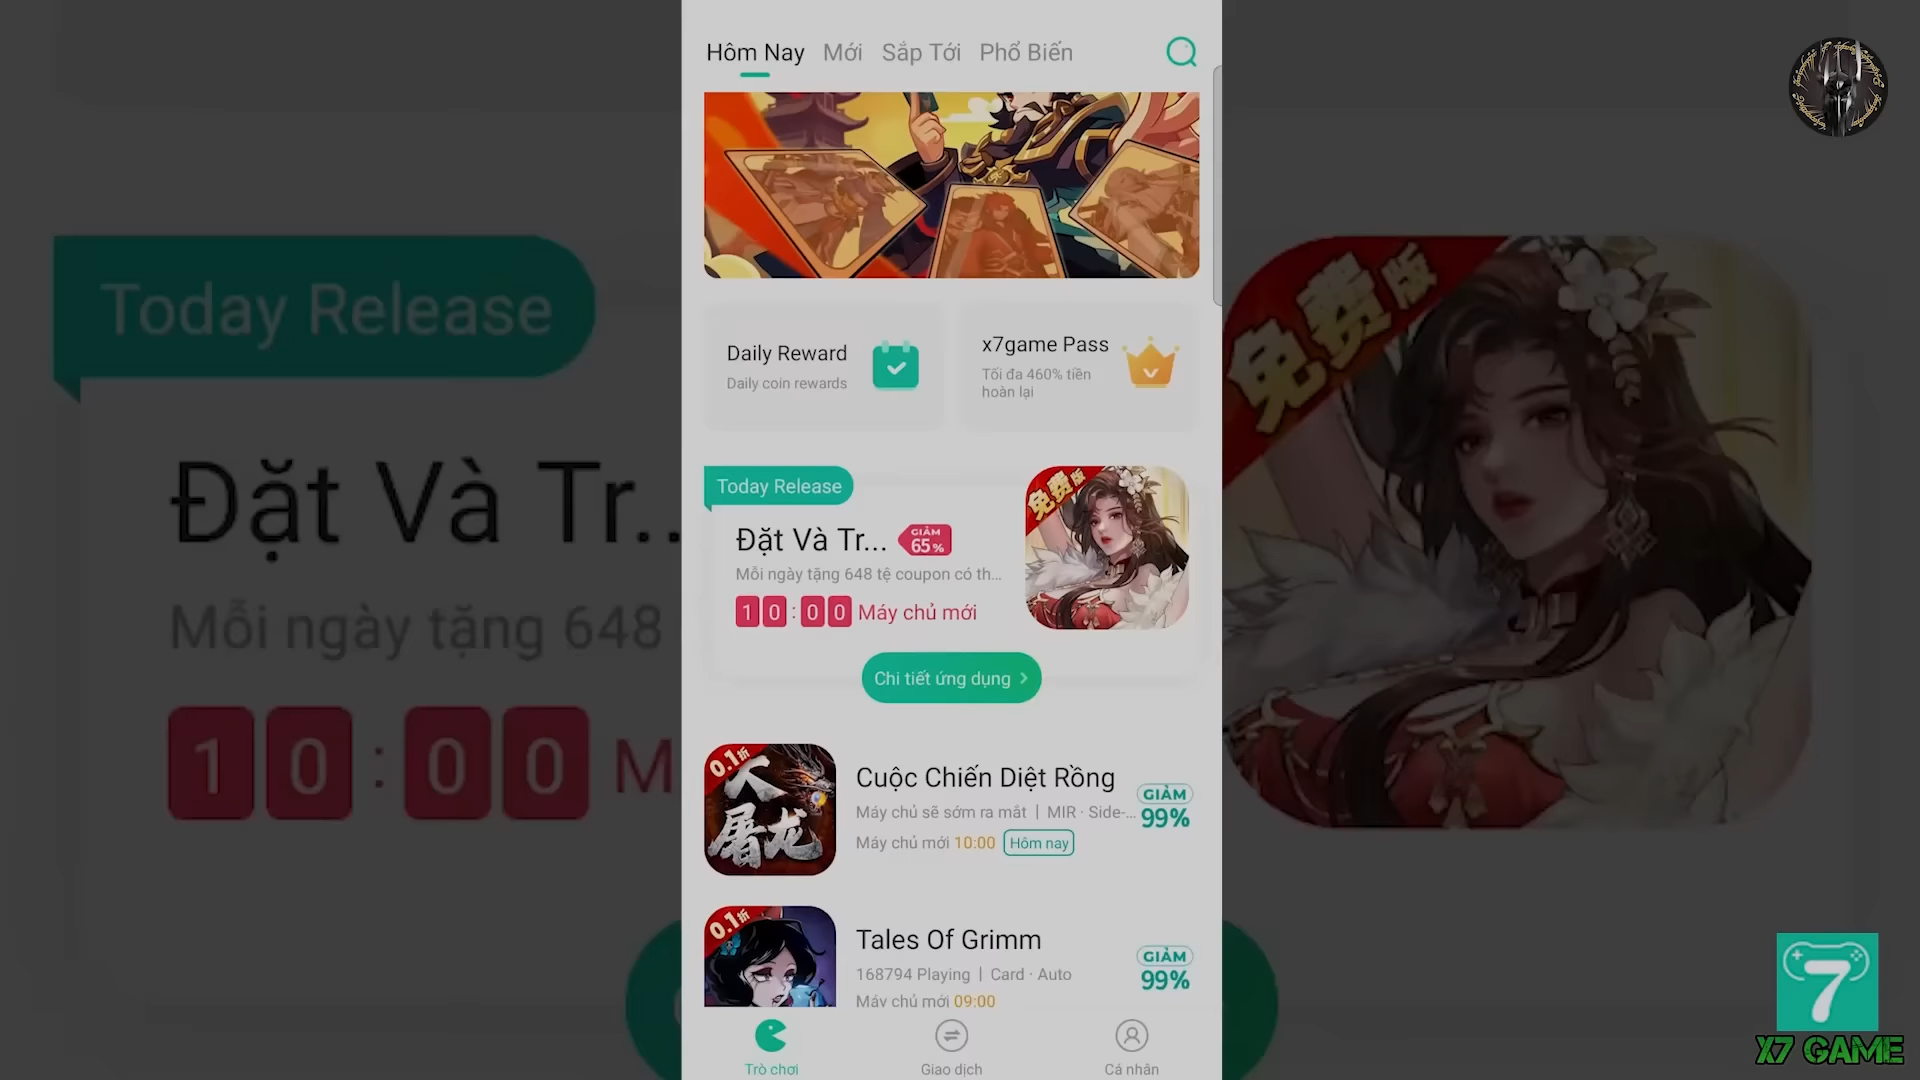 Hôm Nay Mới Sắp Tới Phổ Biến
Daily Reward
Daily coin rewards
x7game Pass
Tối đa 460% tiền
hoàn lại
Today Release
Đặt Và Tr...
GIẢM
65%
Mỗi ngày tặng 648 tệ coupon có th...
10:00 Máy chủ mới
免费版
Chi tiết ứng dụng
0.1折
屠龙
Cuộc Chiến Diệt Rồng
Máy chủ sẽ sớm ra mắt | MIR · Side-...
Máy chủ mới 10:00 Hôm nay
GIẢM
99%
0.1折
Tales Of Grimm
168794 Playing | Card · Auto
Máy chủ mới 09:00
GIẢM
99%
Trò chơi Giao dịch Cá nhân
Today Release
Đặt Và Tr..
Mỗi ngày tặng 648
10:00 M
免费版
7
X7 GAME